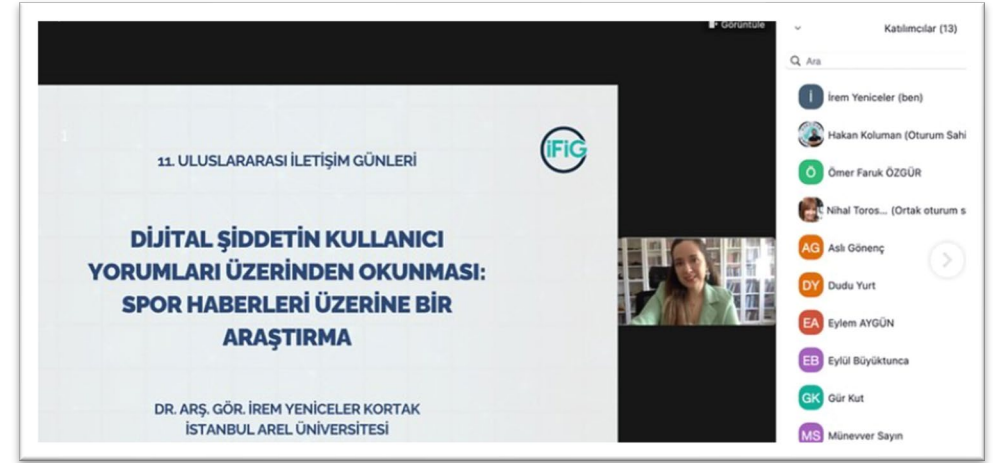 Görüntüle
Katılımcılar (13)
Ara
1
11. ULUSLARARASI İLETİŞİM GÜNLERİ
iFiG
DİJİTAL ŞİDDETİN KULLANICI
YORUMLARI ÜZERİNDEN OKUNMASI:
SPOR HABERLERİ ÜZERİNE BİR
ARAŞTIRMA
DR. ARŞ. GÖR. İREM YENİCELER KORTAK
İSTANBUL AREL ÜNİVERSİTESİ
İ İrem Yeniceler (ben)
Hakan Koluman (Oturum Sahi
Ö Ömer Faruk ÖZGÜR
Nihal Toros... (Ortak oturum s
AG Aslı Gönenç
DY Dudu Yurt
EA Eylem AYGÜN
EB Eylül Büyüktunca
GK Gür Kut
MS Münevver Sayın